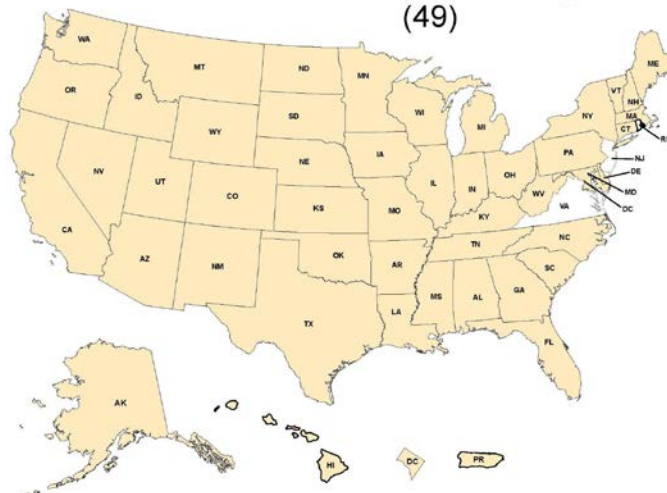 (49)
WA
MT
ND
MN
ME
OR
ID
SD
WI
VT
NH
NY
MA
CT
RI
WY
MI
IA
NE
PA
NJ
NV
UT
CO
IL
IN
OH
DE
MD
DC
WV
VA
KS
MO
KY
CA
AZ
NM
OK
AR
TN
NC
SC
MS
AL
GA
LA
TX
FL
AK
HI
DC
PR